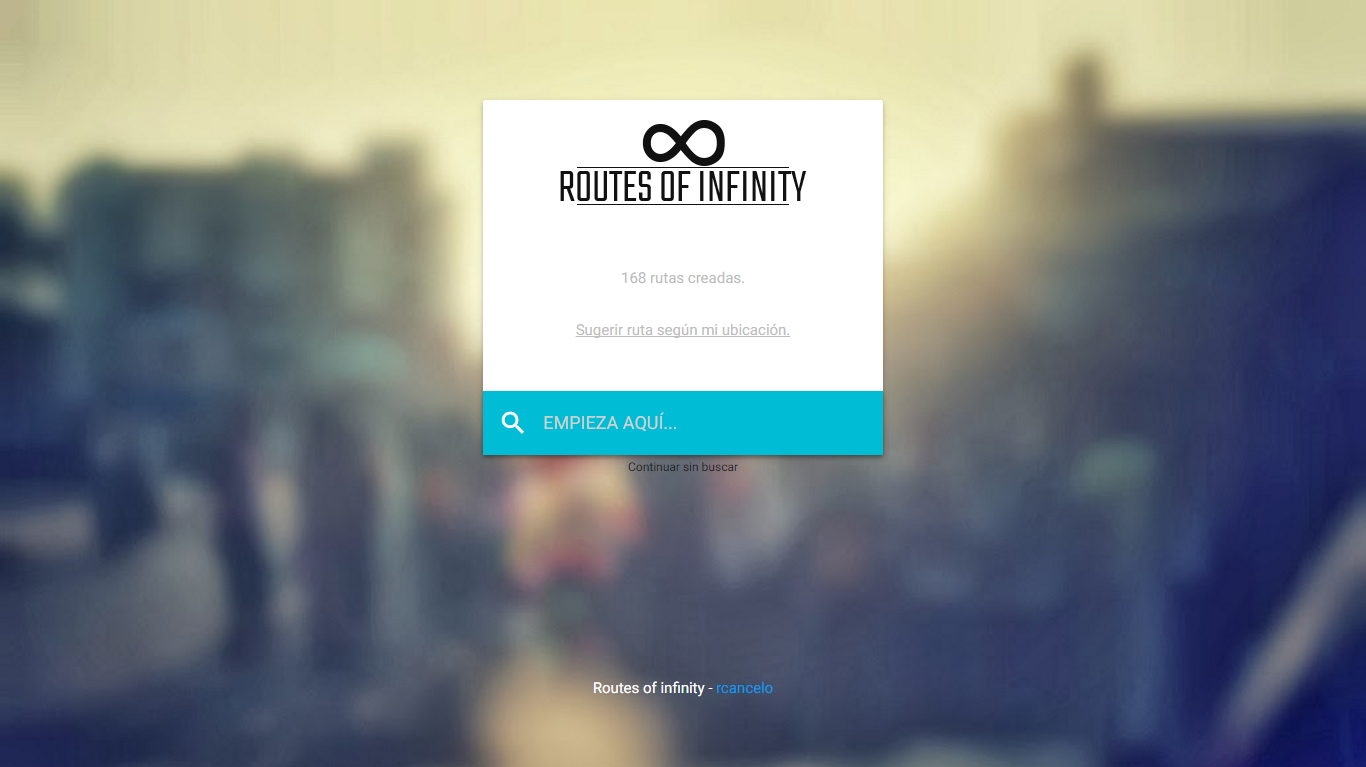 ROUTES OF INFINITY
168 rutas creadas.
Sugerir ruta según mi ubicación.
EMPIEZA AQUÍ...
Continuar sin buscar
Routes of infinity - rcancelo